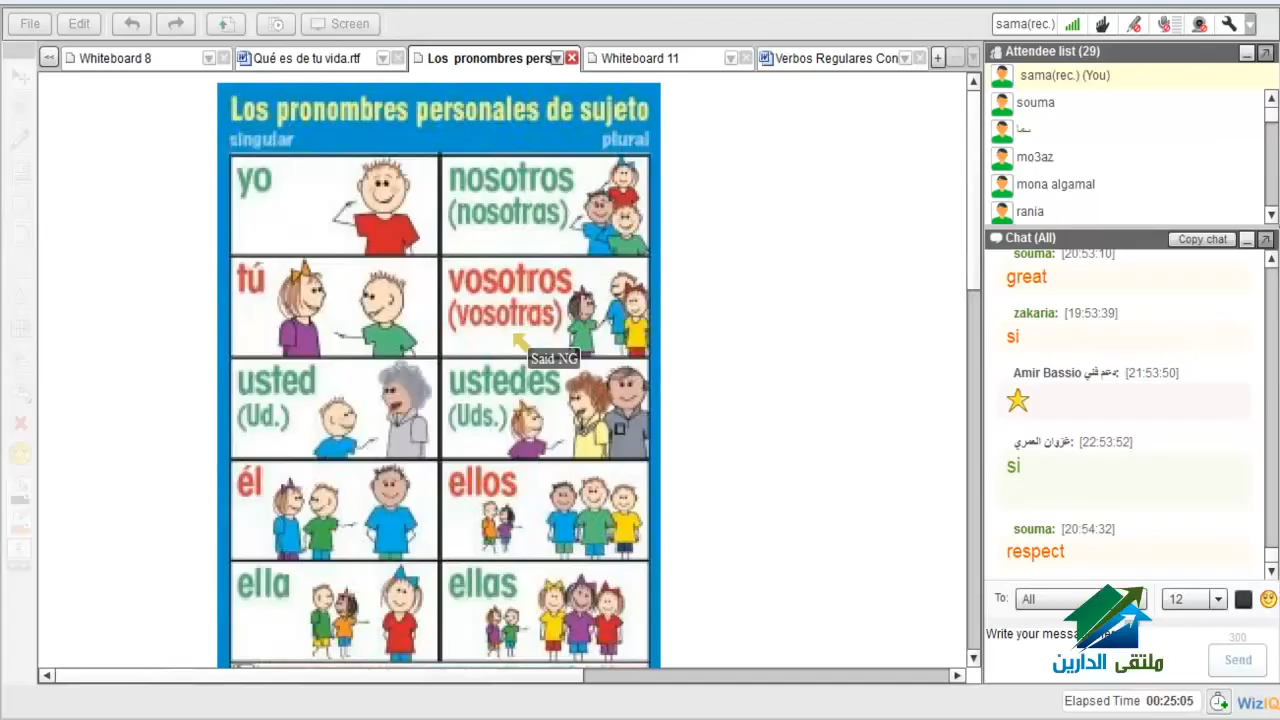 File Edit Screen sama(rec.)
<< Whiteboard 8 Qué es de tu vida.rtf Los pronombres pers Whiteboard 11 Verbos Regulares Con +
Los pronombres personales de sujeto
singular plural
yo nosotros
(nosotras)
tú vosotros
(vosotras)
Said NG
usted ustedes
(Ud.) (Uds.)
él ellos
ella ellas
Attendee list (29)
sama(rec.) (You)
souma
سما
mo3az
mona algamal
rania
Chat (All) Copy chat
souma: [20:53:10]
great
zakaria: [19:53:39]
si
Amir Bassio دعم فني: [21:53:50]
غزوان العمري: [22:53:52]
si
souma: [20:54:32]
respect
To: All 12
Write your mess
300
Send
ملتقى الدارين
Elapsed Time 00:25:05
WizIQ